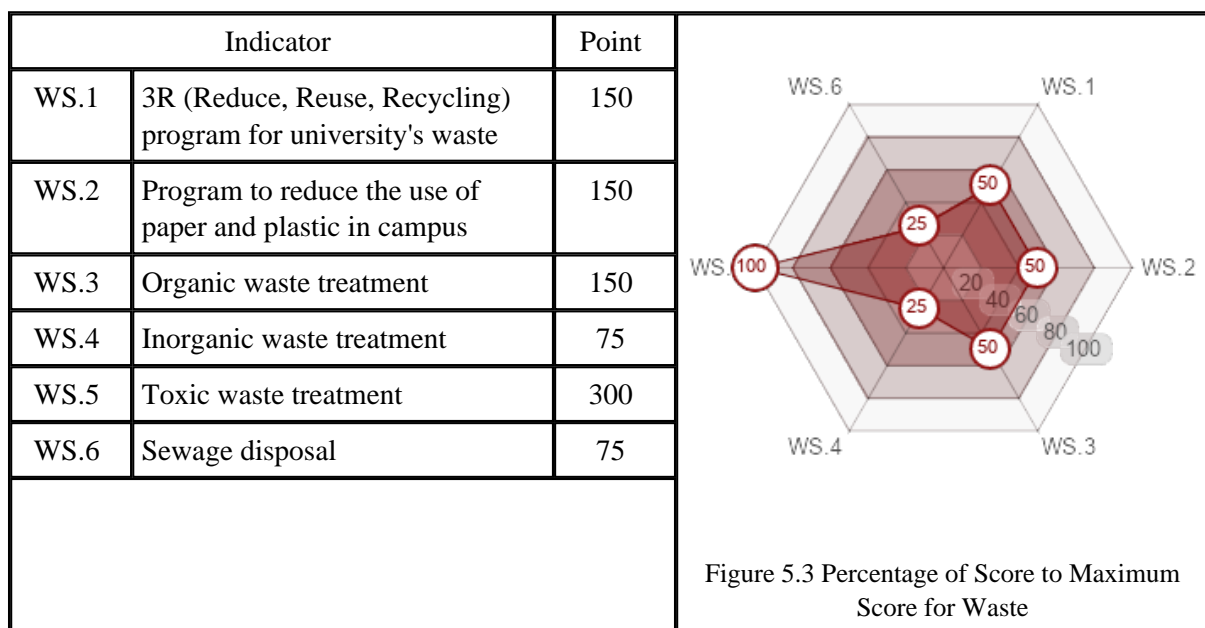 Indicator Point
WS.1 3R (Reduce, Reuse, Recycling) 150
program for university's waste
WS.2 Program to reduce the use of 150
paper and plastic in campus
WS.3 Organic waste treatment 150
WS.4 Inorganic waste treatment 75
WS.5 Toxic waste treatment 300
WS.6 Sewage disposal 75
WS.6 WS.1
50
25
WS. 100 50 WS.2
20
25 40
60
50 80
100
WS.4 WS.3
Figure 5.3 Percentage of Score to Maximum
Score for Waste